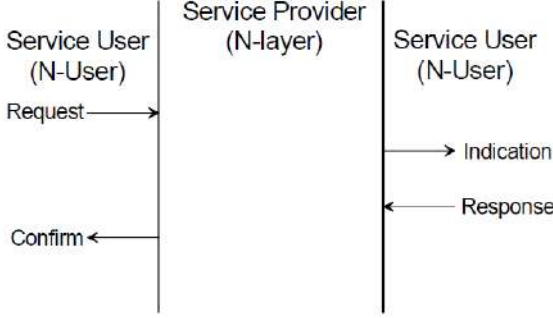 Service Provider
(N-layer)
Service User
(N-User)
Service User
(N-User)
Request
Indication
Response
Confirm